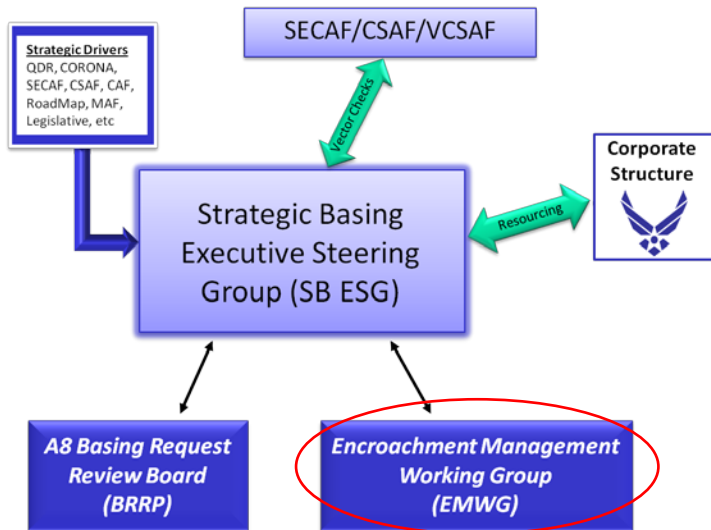 SECAF/CSAF/VCSAF
Strategic Drivers
QDR, CORONA,
SECAF, CSAF, CAF,
RoadMap, MAF,
Legislative, etc
Vector Checks
Corporate
Structure
Resourcing
Strategic Basing
Executive Steering
Group (SB ESG)
A8 Basing Request
Review Board
(BRRP)
Encroachment Management
Working Group
(EMWG)